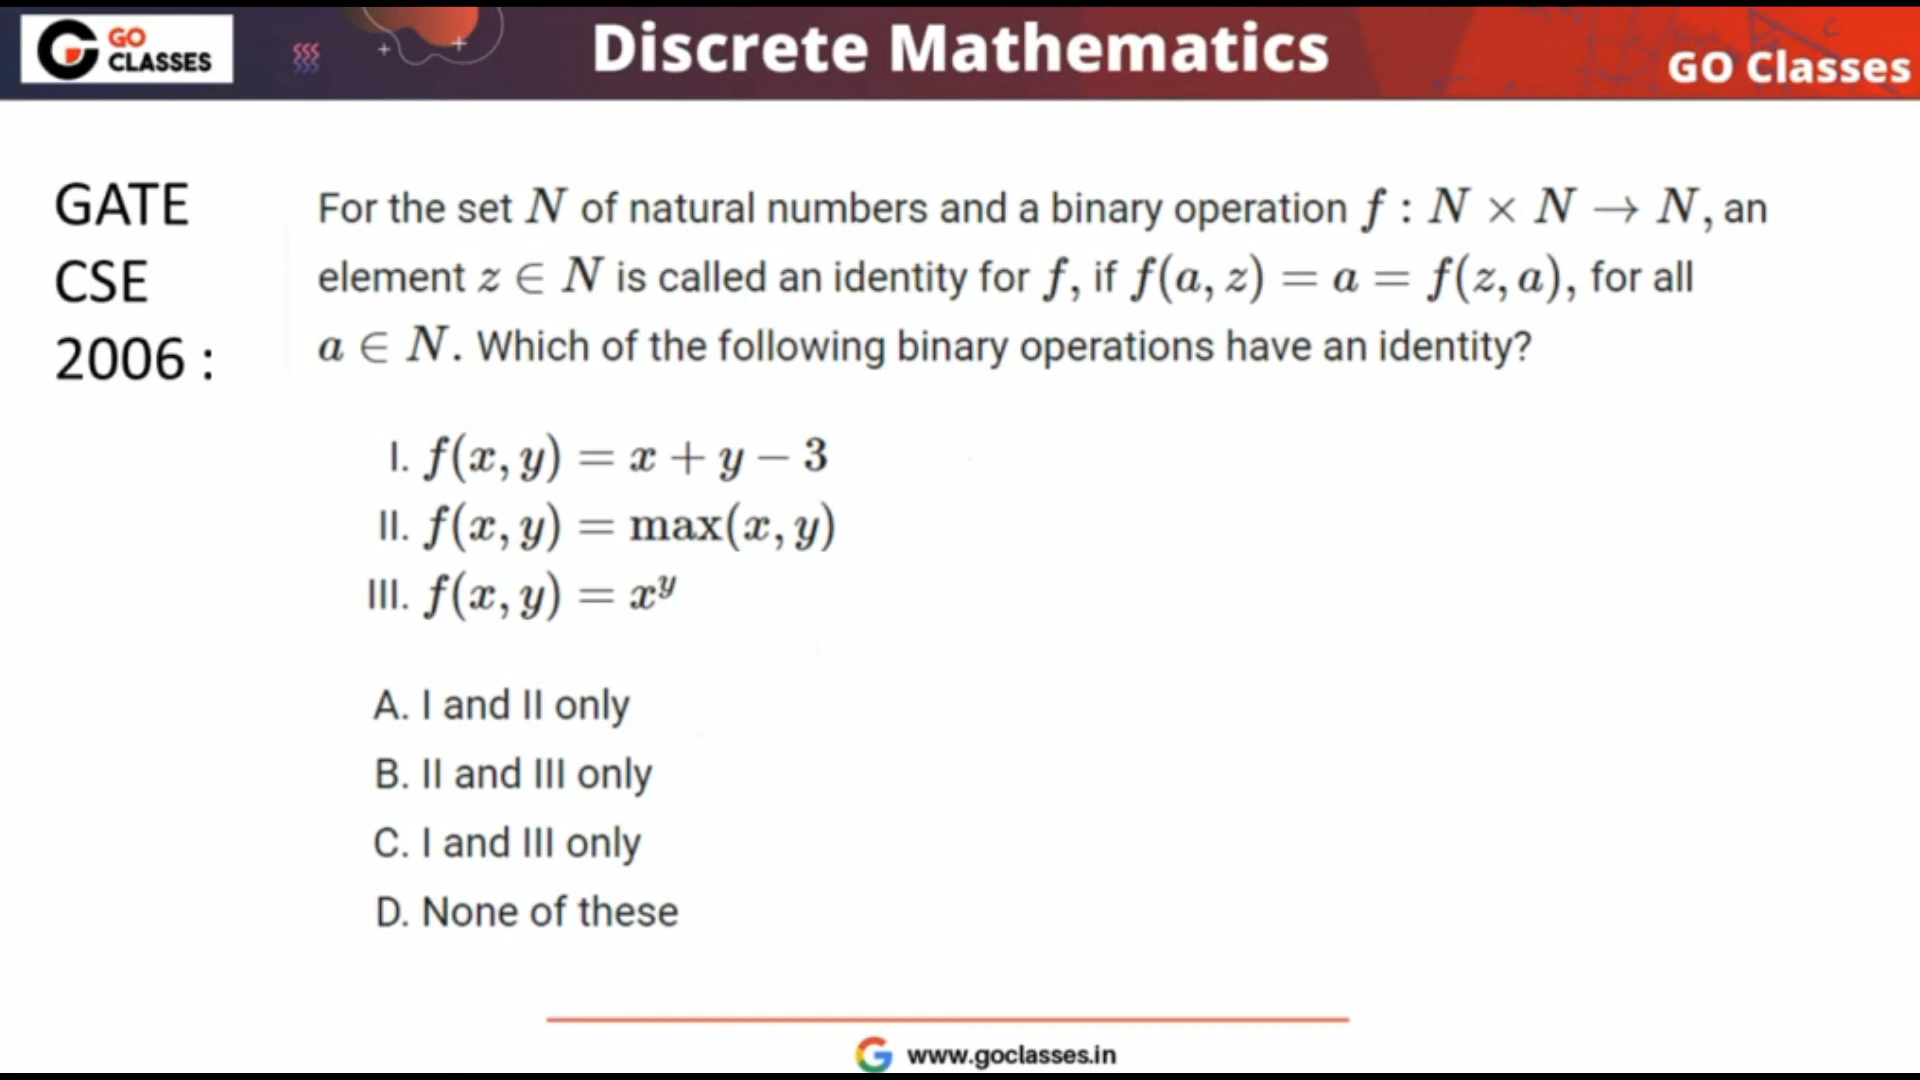 GO
CLASSES
Discrete Mathematics
GO Classes
GATE
CSE
2006 :
For the set N of natural numbers and a binary operation f : N × N → N, an
element z ∈ N is called an identity for f, if f(a, z) = a = f(z, a), for all
a ∈ N. Which of the following binary operations have an identity?
I. f(x, y) = x + y − 3
II. f(x, y) = max(x, y)
III. f(x, y) = xʸ
A. I and II only
B. II and III only
C. I and III only
D. None of these
www.goclasses.in